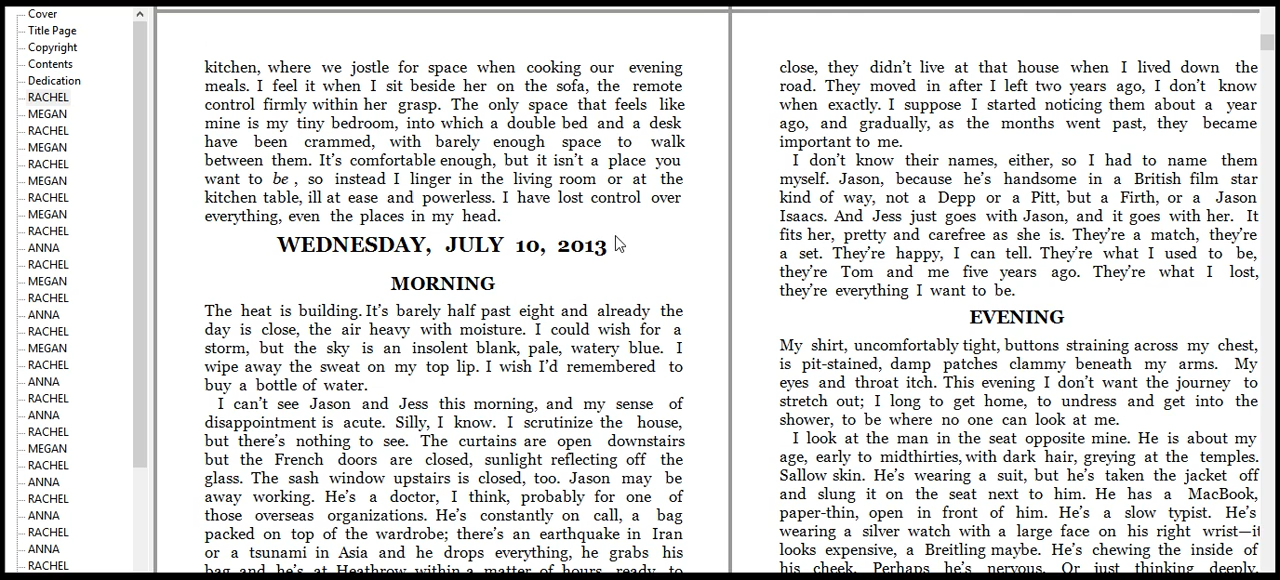 Cover
Title Page
Copyright
Contents
Dedication
RACHEL
MEGAN
RACHEL
MEGAN
RACHEL
MEGAN
RACHEL
MEGAN
RACHEL
ANNA
RACHEL
MEGAN
RACHEL
ANNA
RACHEL
MEGAN
RACHEL
ANNA
RACHEL
ANNA
RACHEL
MEGAN
RACHEL
ANNA
RACHEL
ANNA
RACHEL
ANNA
RACHEL
kitchen, where we jostle for space when cooking our evening
meals. I feel it when I sit beside her on the sofa, the remote
control firmly within her grasp. The only space that feels like
mine is my tiny bedroom, into which a double bed and a desk
have been crammed, with barely enough space to walk
between them. It’s comfortable enough, but it isn’t a place you
want to be , so instead I linger in the living room or at the
kitchen table, ill at ease and powerless. I have lost control over
everything, even the places in my head.
WEDNESDAY, JULY 10, 2013
MORNING
The heat is building. It’s barely half past eight and already the
day is close, the air heavy with moisture. I could wish for a
storm, but the sky is an insolent blank, pale, watery blue. I
wipe away the sweat on my top lip. I wish I’d remembered to
buy a bottle of water.
I can’t see Jason and Jess this morning, and my sense of
disappointment is acute. Silly, I know. I scrutinize the house,
but there’s nothing to see. The curtains are open downstairs
but the French doors are closed, sunlight reflecting off the
glass. The sash window upstairs is closed, too. Jason may be
away working. He’s a doctor, I think, probably for one of
those overseas organizations. He’s constantly on call, a bag
packed on top of the wardrobe; there’s an earthquake in Iran
or a tsunami in Asia and he drops everything, he grabs his
bag and he’s at Heathrow within a matter of hours, ready to
close, they didn’t live at that house when I lived down the
road. They moved in after I left two years ago, I don’t know
when exactly. I suppose I started noticing them about a year
ago, and gradually, as the months went past, they became
important to me.
I don’t know their names, either, so I had to name them
myself. Jason, because he’s handsome in a British film star
kind of way, not a Depp or a Pitt, but a Firth, or a Jason
Isaacs. And Jess just goes with Jason, and it goes with her. It
fits her, pretty and carefree as she is. They’re a match, they’re
a set. They’re happy, I can tell. They’re what I used to be,
they’re Tom and me five years ago. They’re what I lost,
they’re everything I want to be.
EVENING
My shirt, uncomfortably tight, buttons straining across my chest,
is pit-stained, damp patches clammy beneath my arms. My
eyes and throat itch. This evening I don’t want the journey to
stretch out; I long to get home, to undress and get into the
shower, to be where no one can look at me.
I look at the man in the seat opposite mine. He is about my
age, early to midthirties, with dark hair, greying at the temples.
Sallow skin. He’s wearing a suit, but he’s taken the jacket off
and slung it on the seat next to him. He has a MacBook,
paper-thin, open in front of him. He’s a slow typist. He’s
wearing a silver watch with a large face on his right wrist—it
looks expensive, a Breitling maybe. He’s chewing the inside of
his cheek. Perhaps he’s nervous. Or just thinking deeply.